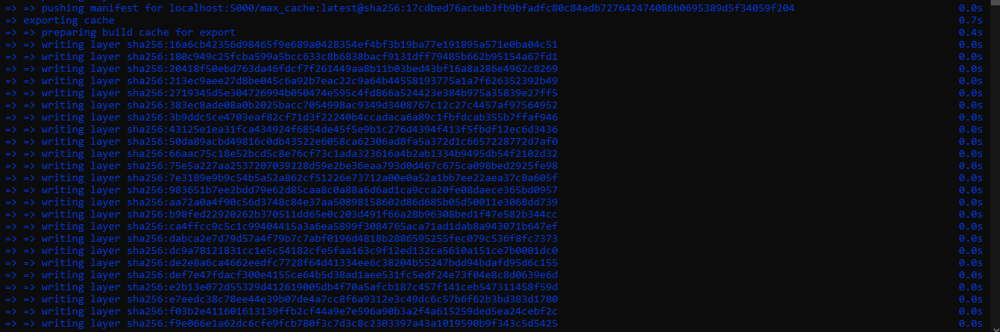 => => pushing manifest for localhost:5000/max_cache:latest@sha256:17cdbed76acbeb3fb9bfadfc80c84adb727642474086b0695389d5f34059f204 0.0s
=> exporting cache 0.7s
=> => preparing build cache for export 0.4s
=> => writing layer sha256:16a6cb42356d98465f9e689a0428354ef4bf3b19ba77e191895a571e0ba04c51 0.0s
=> => writing layer sha256:180c949c25fcba599a5bcc633c8b6838bacf9131dff79485b662b95154a67fd1 0.0s
=> => writing layer sha256:20418f50ebd763da46fdcf7f261449aa8b11b03bed43bf16a8a286e4962c8269 0.0s
=> => writing layer sha256:213ec9aee27d8be045c6a92b7eac22c9a64b44558193775a1a7f626352392b49 0.0s
=> => writing layer sha256:2719345d5e304726994b050474e595c4fd866a524423e384b975a35839e27ff5 0.0s
=> => writing layer sha256:383ec8ade08a0b2025bacc7054998ac9349d3408767c12c27c4457af97564952 0.0s
=> => writing layer sha256:3b9ddc5ce4703eaf82cf71d3f22240b4ccadaca6a89c1fbfdcab355b7ffaf946 0.0s
=> => writing layer sha256:43125e1ea31fca434924f6854de45f5e9b1c276d4394f413f5fbdf12ec6d3436 0.0s
=> => writing layer sha256:50da89acbd49816c0db43522e6058ca62306ad8fa5a372d1c6657228772d7af0 0.0s
=> => writing layer sha256:66aac75c18e52bcd5c8e76cf73c1ada323616a4b2ab1334b9495db54f2102d32 0.0s
=> => writing layer sha256:75e5a227aa2537207039228d59e2be36eaa793d0d467c675ca098bed2925fe98 0.0s
=> => writing layer sha256:7e3189e9b9c54b5a52a862cf51226e73712a00e0a52a1bb7ee22aea37c8a605f 0.0s
=> => writing layer sha256:983651b7ee2bdd79e62d85caa8c0a88a6d6ad1ca9cca20fe08daece365bd0957 0.0s
=> => writing layer sha256:aa72a0a4f90c56d3748c84e37aa50898158602d86d685b05d50011e3068dd739 0.0s
=> => writing layer sha256:b98fed22920262b370511dd65e0c203d491f66a28b96308bed1f47e582b344cc 0.0s
=> => writing layer sha256:ca4ffcc9c5c1c99404415a3a6ea5899f3084765aca71ad1dab8a943071b647ef 0.0s
=> => writing layer sha256:dabca2e7d79d57a4f79b7c7abf0196d4818b2886595255fec079c536f8fc7373 0.0s
=> => writing layer sha256:dc9a78121831cc1e5c54182cfe5faa163c9f12ed132ca5610a151ce7b0001dc0 0.0s
=> => writing layer sha256:de2e8a6ca4662eedfc7728f64d41334ee6c38204b55247bdd94bdafd95d6c155 0.0s
=> => writing layer sha256:def7e47fdacf300e4155ce64b5d38ad1aee531fc5edf24e73f04e8c8d0639e6d 0.0s
=> => writing layer sha256:e2b13e072d55329d412619005db4f70a5afcb187c457f141ceb547311458f59d 0.0s
=> => writing layer sha256:e7eedc38c78ee44e39b07de4a7cc8f6a9312e3c49dc6c57b6f62b3bd383d1780 0.0s
=> => writing layer sha256:f03b2e411601613139ffb2cf44a9e7e596a90b3a2f4a615259ded5ea24cebf2c 0.0s
=> => writing layer sha256:f9e066e1a62dc6cfe9fcb780f3c7d3c8c2303397a43a1019590b9f343c5d5425 0.0s